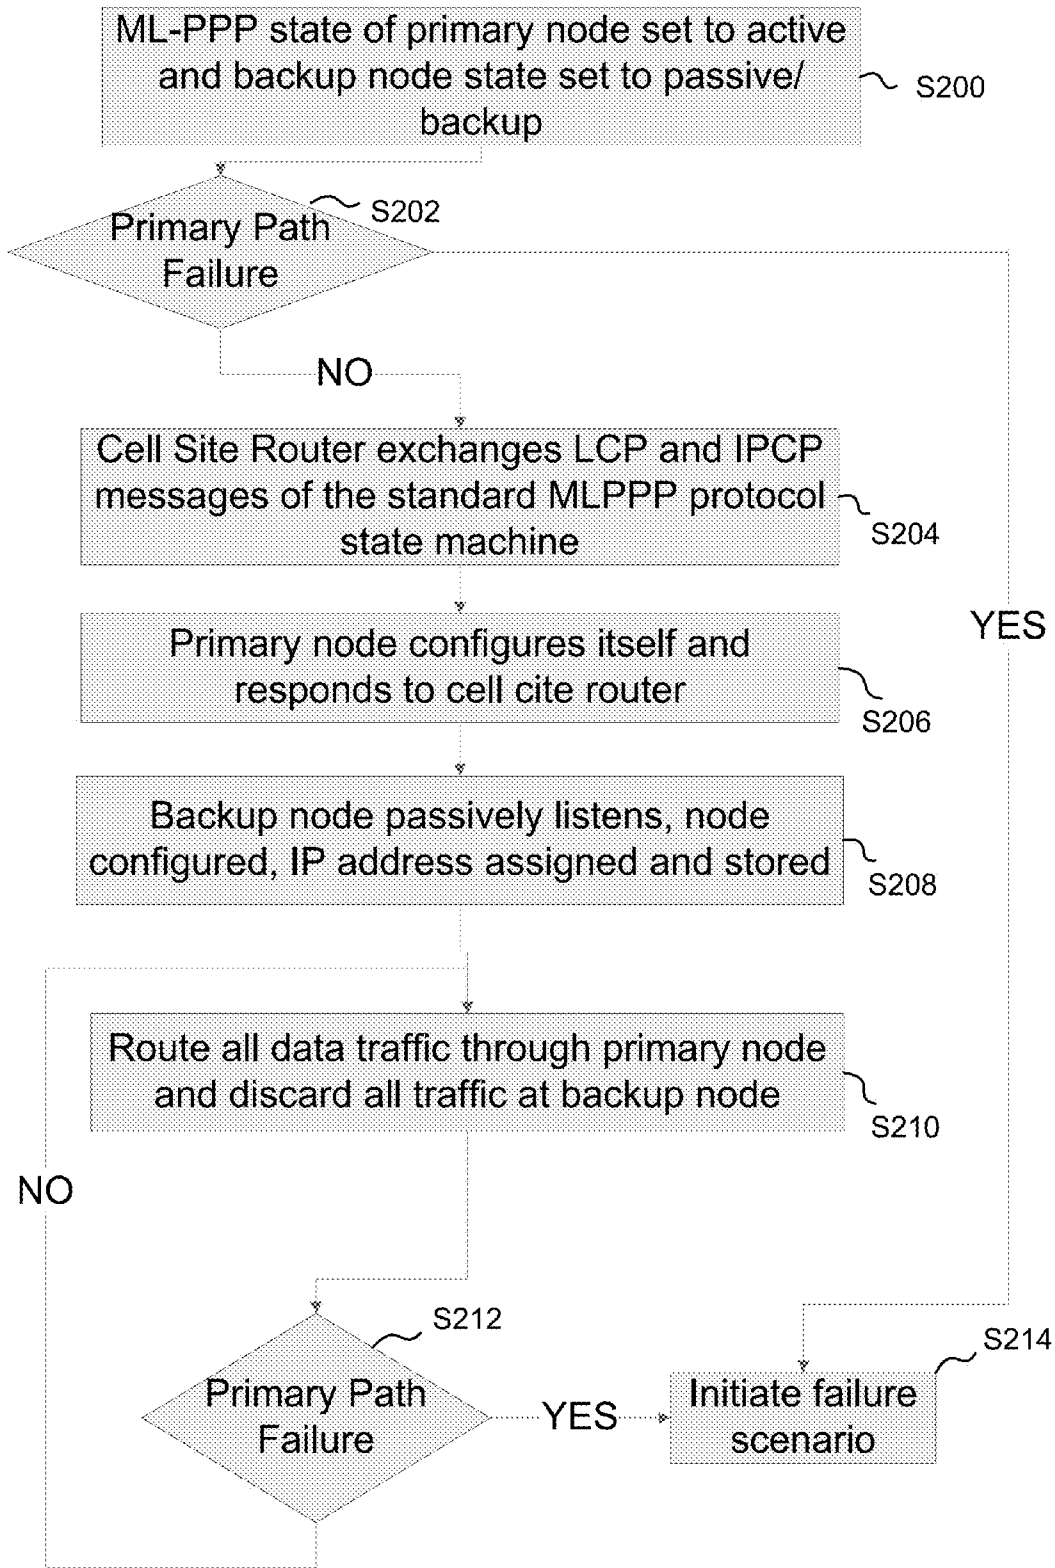 ML-PPP state of primary node set to active
and backup node state set to passive/
backup
S200
S202
Primary Path
Failure
NO
Cell Site Router exchanges LCP and IPCP
messages of the standard MLPPP protocol
state machine
S204
YES
Primary node configures itself and
responds to cell cite router
S206
Backup node passively listens, node
configured, IP address assigned and stored
S208
Route all data traffic through primary node
and discard all traffic at backup node
S210
NO
S212
Primary Path
Failure
YES
S214
Initiate failure
scenario